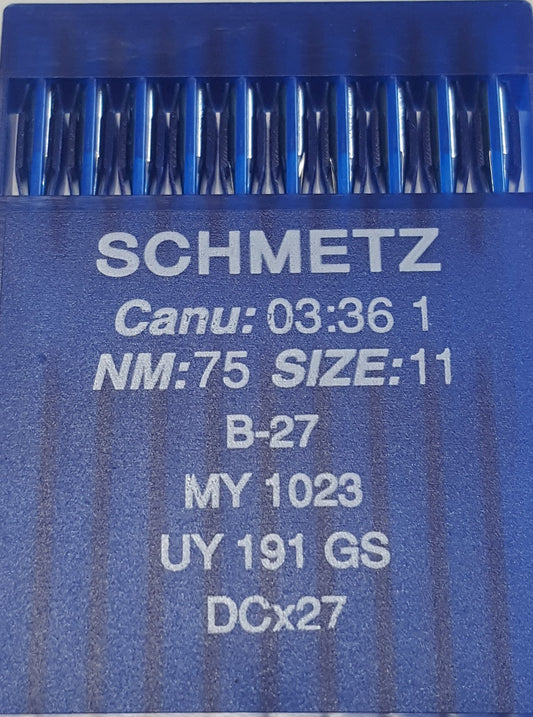 SCHMETZ
Canu: 03:36 1
NM:75 SIZE:11
B-27
MY 1023
UY 191 GS
DCx27